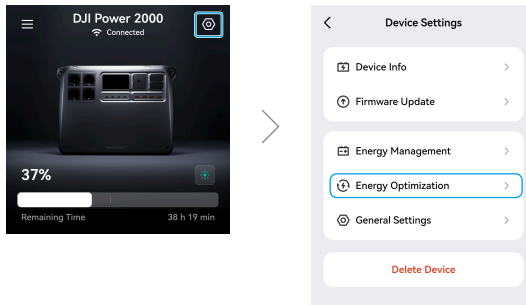 DJI Power 2000
Connected
37%
Remaining Time 38 h 19 min
Device Settings
Device Info
Firmware Update
Energy Management
Energy Optimization
General Settings
Delete Device